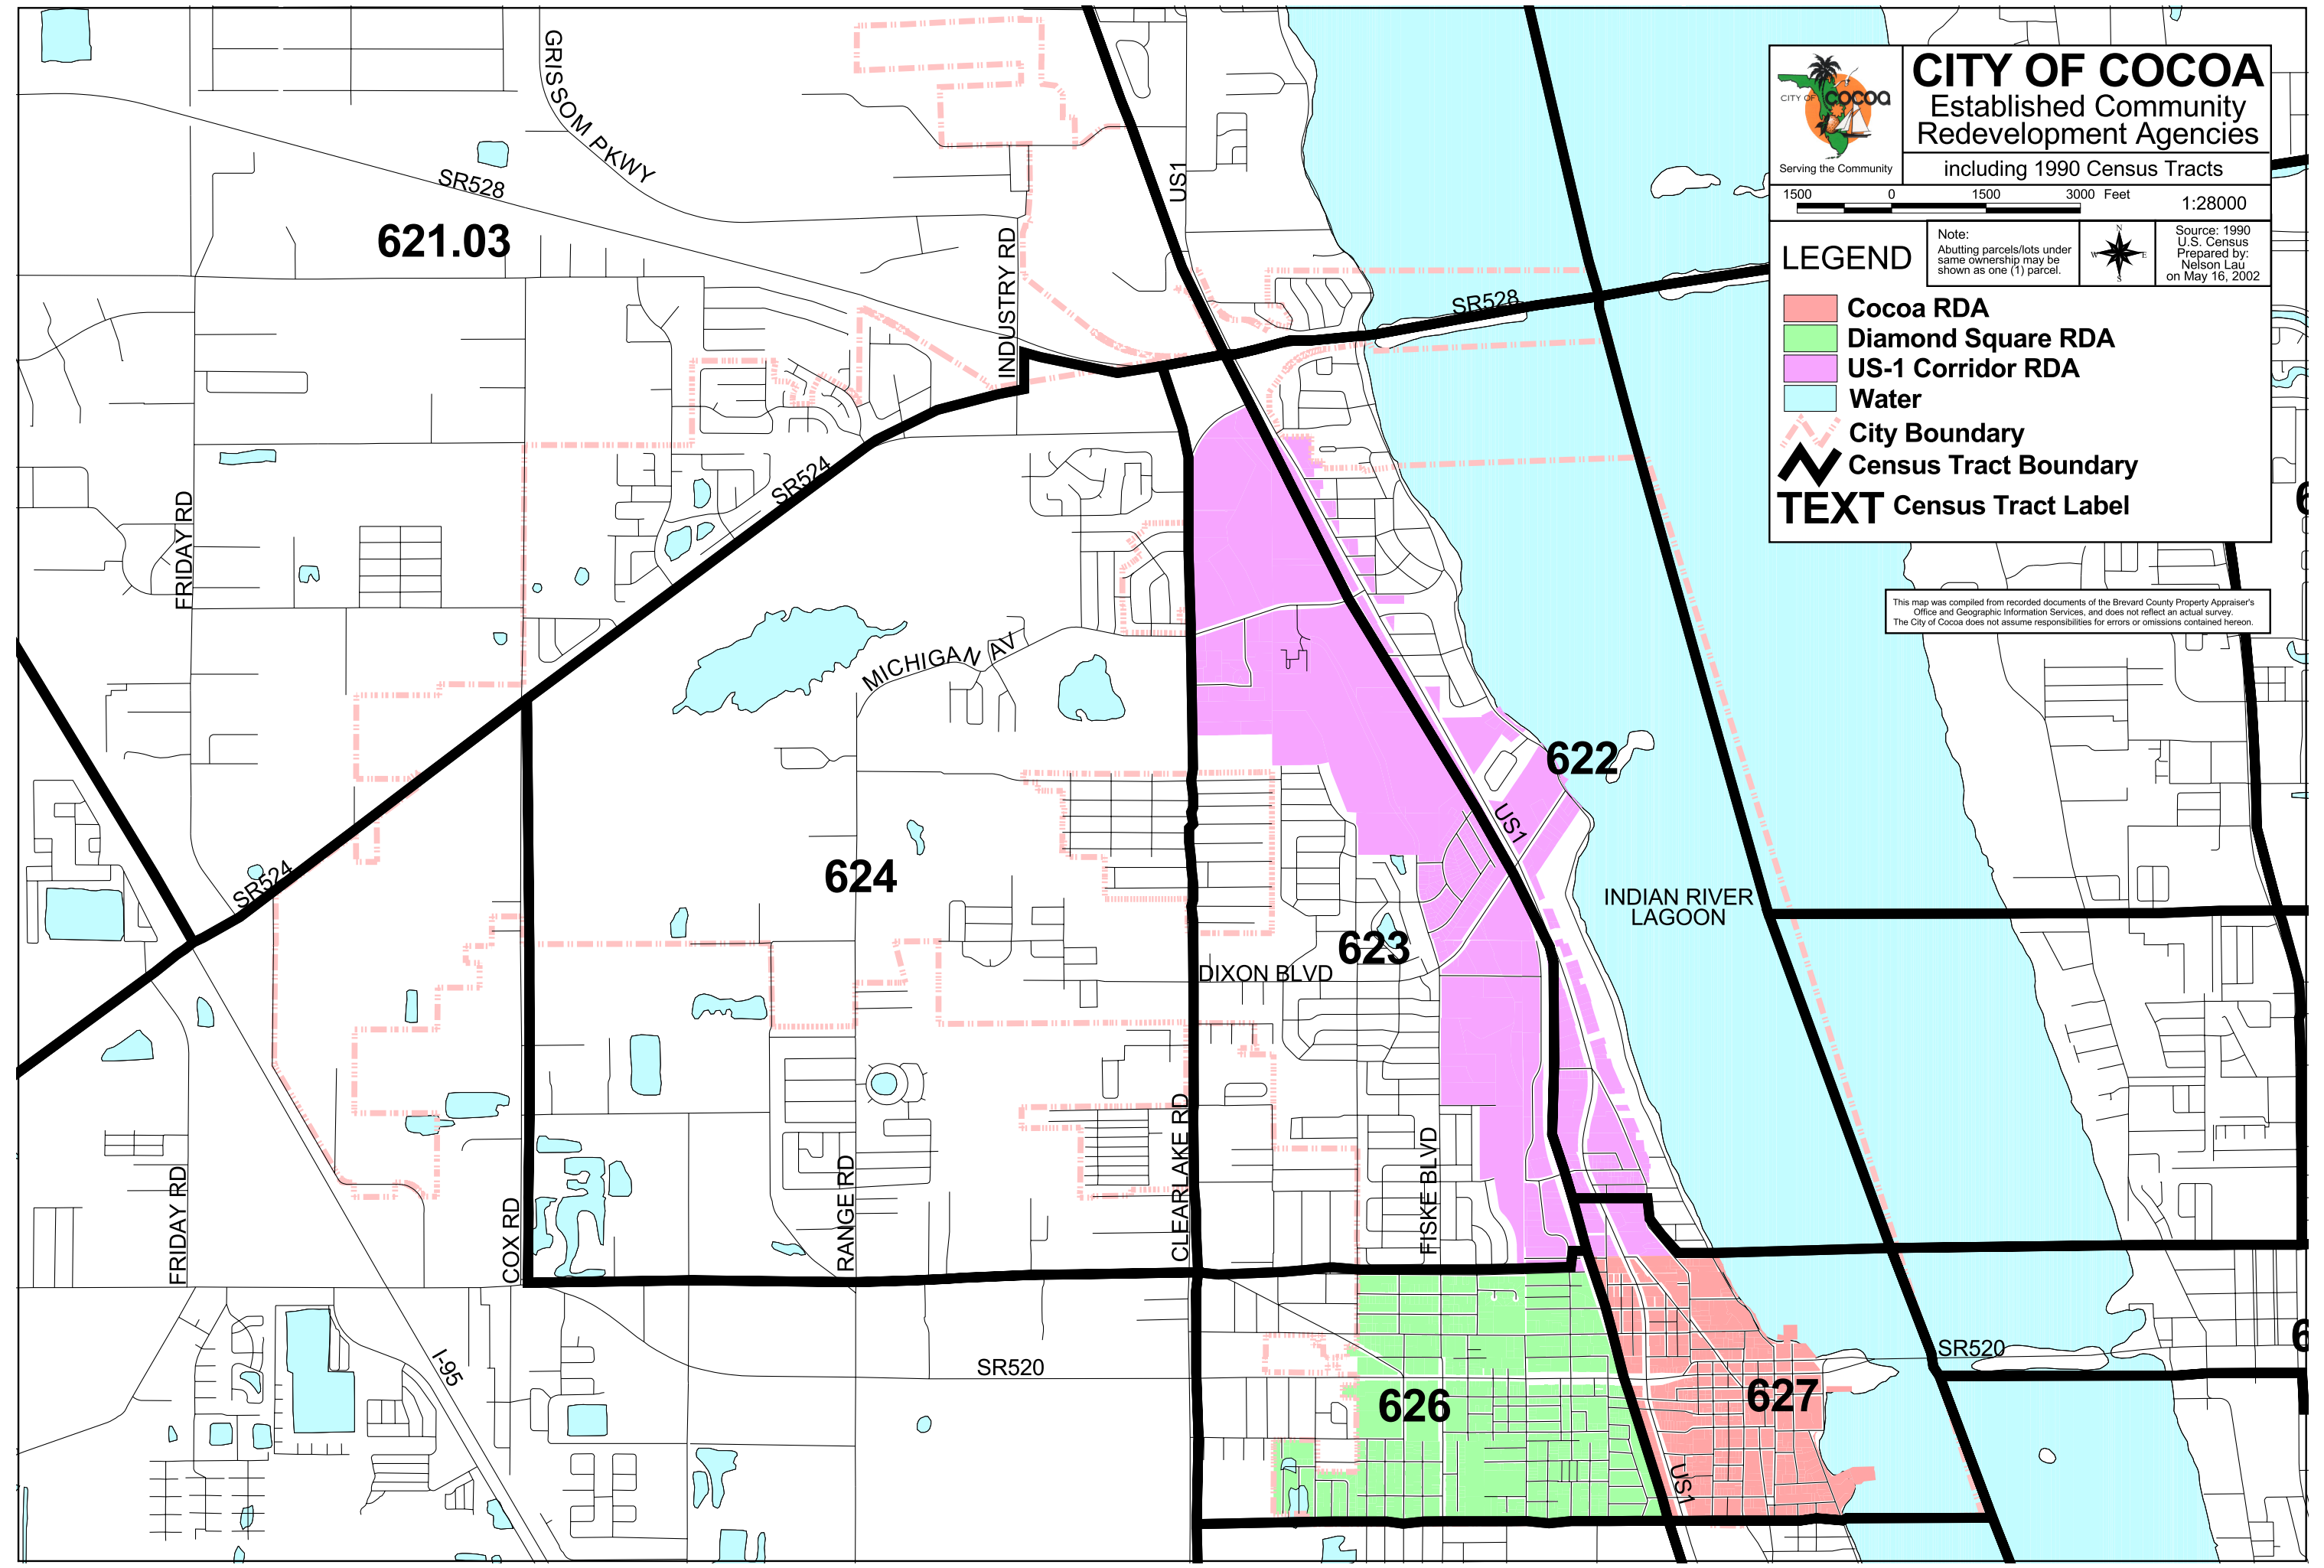 CITY OF COCOA
Established Community
Redevelopment Agencies
including 1990 Census Tracts
CITY OF COCOA
Serving the Community
1500 0 1500 3000 Feet
1:28000
LEGEND
Note:
Abutting parcels/lots under
same ownership may be
shown as one (1) parcel.
N
W E
S
Source: 1990
U.S. Census
Prepared by:
Nelson Lau
on May 16, 2002
Cocoa RDA
Diamond Square RDA
US-1 Corridor RDA
Water
City Boundary
Census Tract Boundary
TEXT Census Tract Label
This map was compiled from recorded documents of the Brevard County Property Appraiser's
Office and Geographic Information Services, and does not reflect an actual survey.
The City of Cocoa does not assume responsibilities for errors or omissions contained hereon.
GRISSOM PKWY
SR528
621.03
US1
INDUSTRY RD
SR528
SR524
FRIDAY RD
MICHIGAN AV
622
US1
SR524
624
INDIAN RIVER
LAGOON
623
DIXON BLVD
CLEARLAKE RD
FISKE BLVD
FRIDAY RD
COX RD
RANGE RD
I-95
SR520
SR520
626
627
US1
6
6